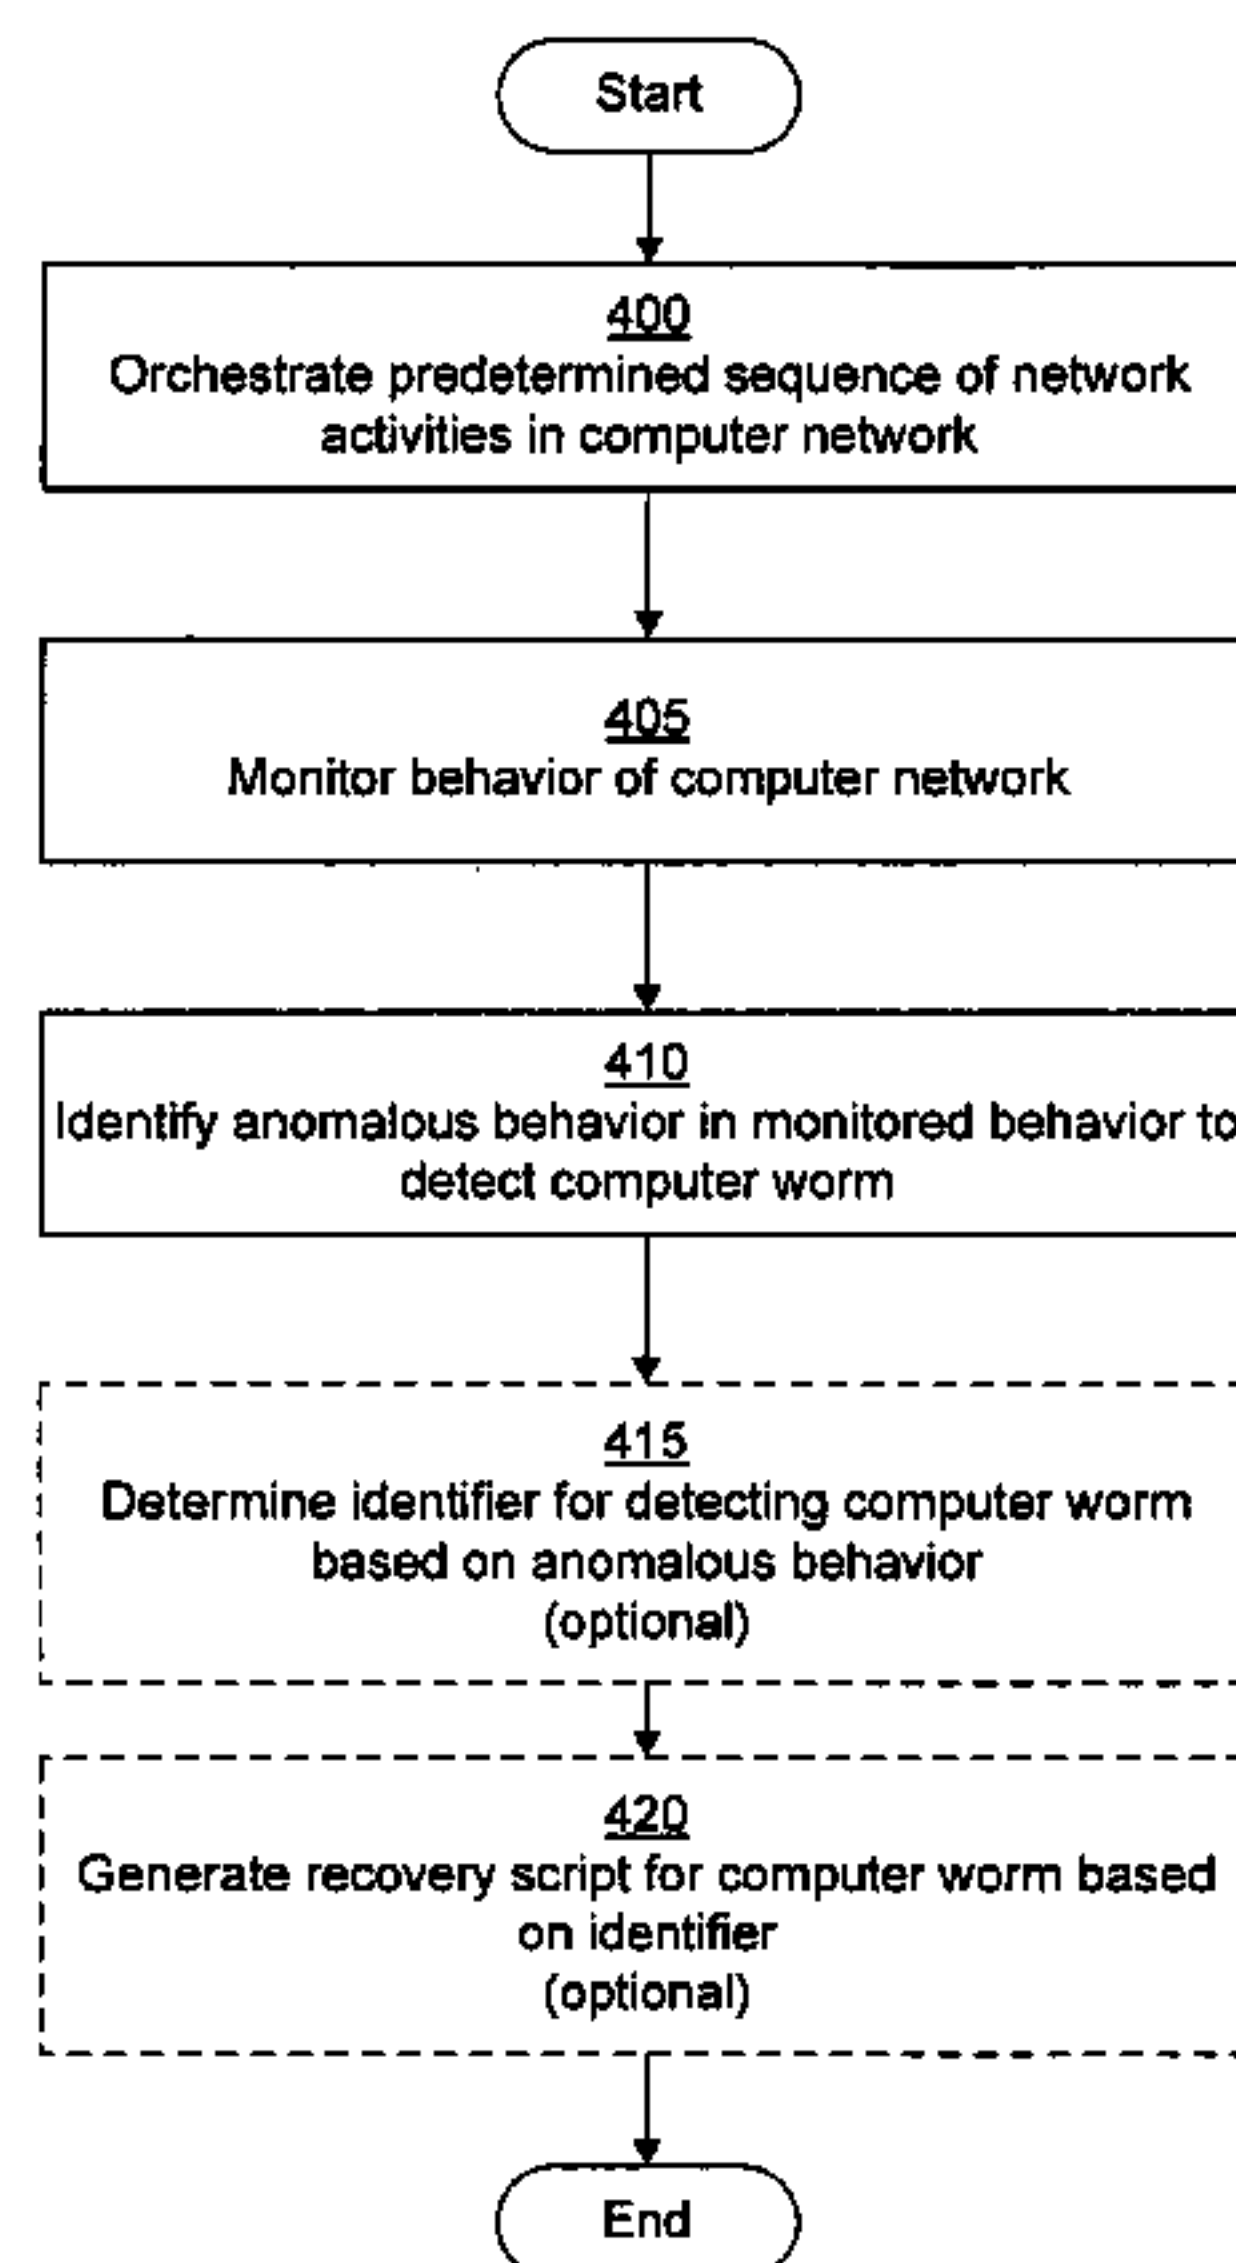 Start
400
Orchestrate predetermined sequence of network
activities in computer network
405
Monitor behavior of computer network
410
Identify anomalous behavior in monitored behavior to
detect computer worm
415
Determine identifier for detecting computer worm
based on anomalous behavior
(optional)
420
Generate recovery script for computer worm based
on identifier
(optional)
End